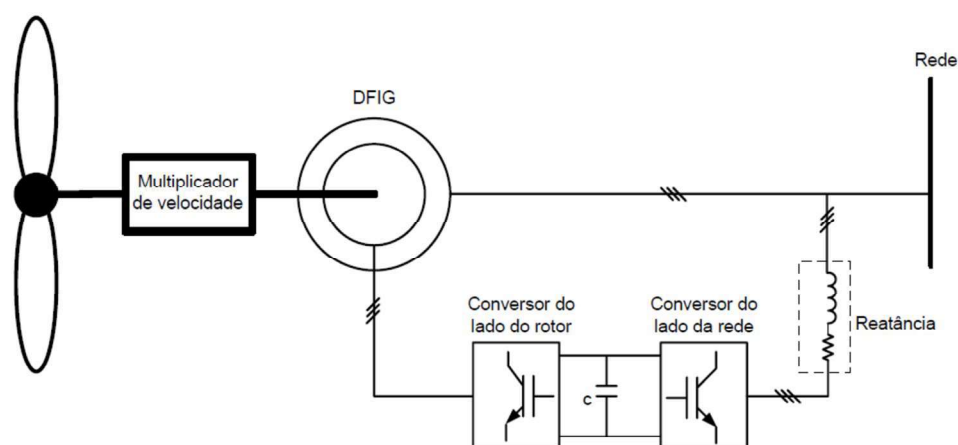 Rede
DFIG
Multiplicador
de velocidade
Conversor do
lado do rotor
Conversor do
lado da rede
Reatância
c